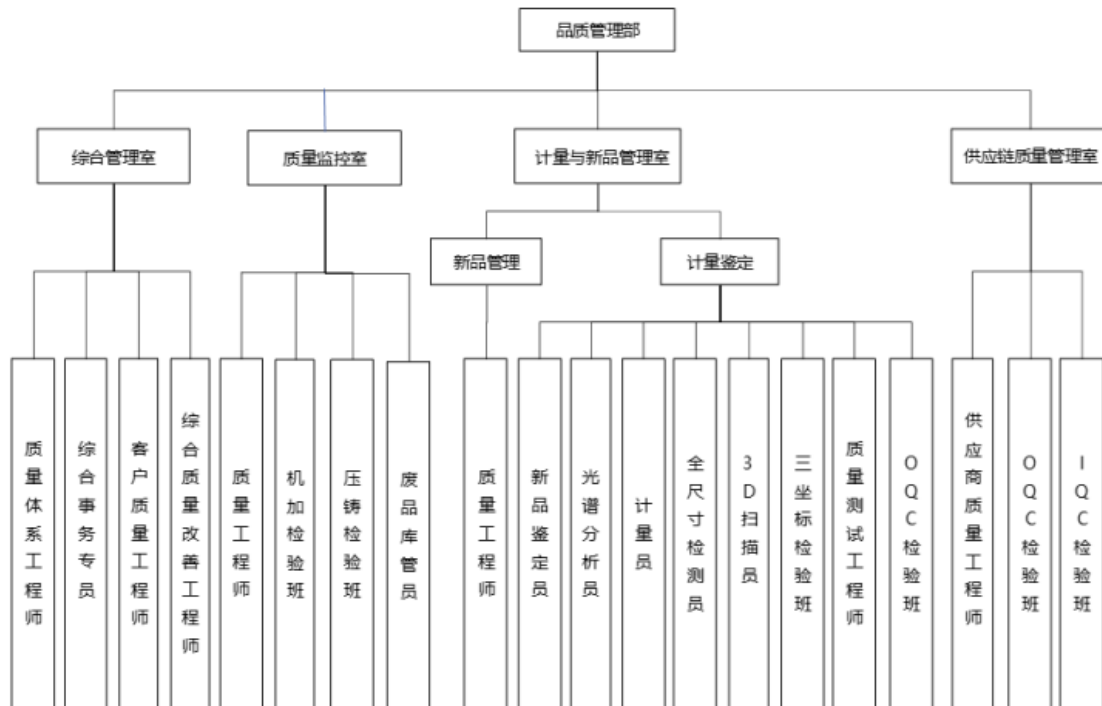 品质管理部
综合管理室
质量监控室
计量与新品管理室
供应链质量管理室
新品管理
计量鉴定
质量体系工程师
综合事务专员
客户质量工程师
综合质量改善工程师
质量工程师
机加检验班
压铸检验班
废品库管员
质量工程师
新品鉴定员
光谱分析员
计量员
全尺寸检测员
3D扫描员
三坐标检验班
质量测试工程师
OQC检验班
供应商质量工程师
OQC检验班
IQC检验班